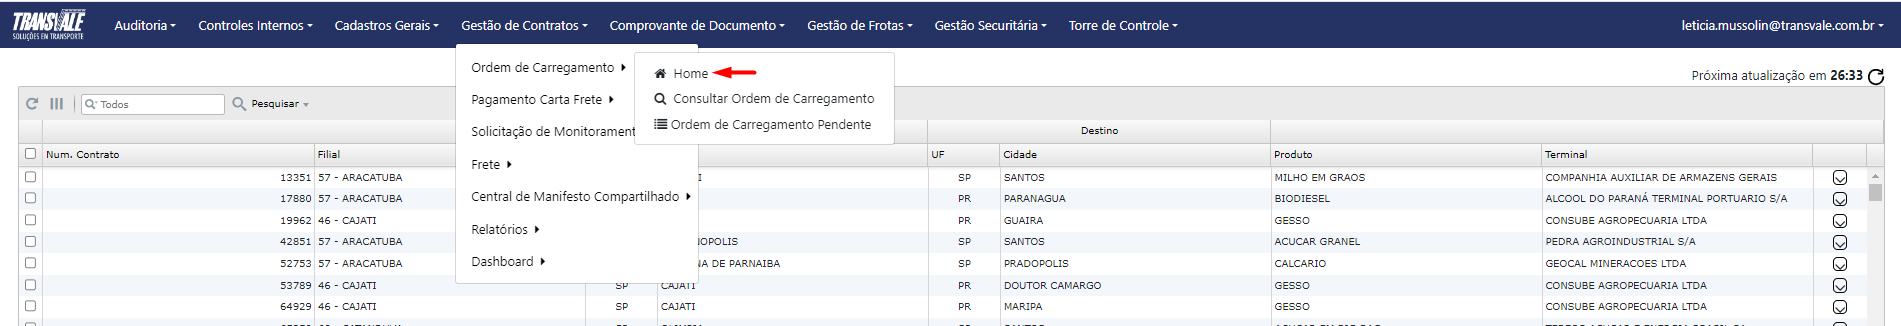 TRANSVALE
SOLUÇÕES EM TRANSPORTE
Auditoria Controles Internos Cadastros Gerais Gestão de Contratos Comprovante de Documento Gestão de Frotas Gestão Securitária Torre de Controle leticia.mussolin@transvale.com.br
Ordem de Carregamento
Pagamento Carta Frete
Solicitação de Monitorament
Frete
Central de Manifesto Compartilhado
Relatórios
Dashboard
Home
Consultar Ordem de Carregamento
Ordem de Carregamento Pendente
Próxima atualização em 26:33
Todos Pesquisar
Destino
Num. Contrato Filial UF Cidade Produto Terminal
13351 57 - ARACATUBA I SP SANTOS MILHO EM GRAOS COMPANHIA AUXILIAR DE ARMAZENS GERAIS
17880 57 - ARACATUBA PR PARANAGUA BIODIESEL ALCOOL DO PARANÁ TERMINAL PORTUARIO S/A
19962 46 - CAJATI PR GUAIRA GESSO CONSUBE AGROPECUARIA LTDA
42851 57 - ARACATUBA NOPOLIS SP SANTOS ACUCAR GRANEL PEDRA AGROINDUSTRIAL S/A
52753 57 - ARACATUBA NA DE PARNAIBA SP PRADOPOLIS CALCARIO GEOCAL MINERACOES LTDA
53789 46 - CAJATI SP CAJATI PR DOUTOR CAMARGO GESSO CONSUBE AGROPECUARIA LTDA
64929 46 - CAJATI SP CAJATI PR MARIPA GESSO CONSUBE AGROPECUARIA LTDA